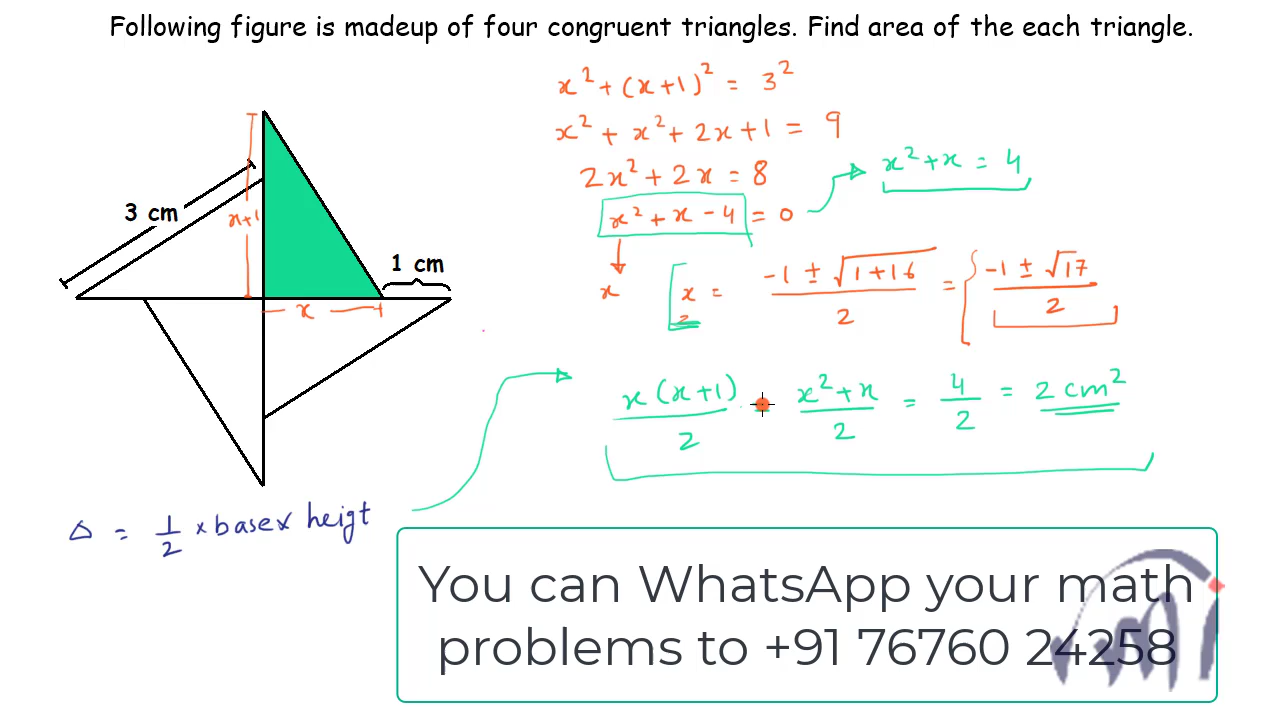 Following figure is madeup of four congruent triangles. Find area of the each triangle.
x² + (x+1)² = 3²
x² + x² + 2x + 1 = 9
2x² + 2x = 8
x² + x = 4
x² + x - 4 = 0
3 cm
x+1
1 cm
x
x
x = (-1 ± √(1+16))/2 = (-1 ± √17)/2
2
x(x+1)/2 = (x²+x)/2 = 4/2 = 2 cm²
Δ = 1/2 × base × heigt
You can WhatsApp your math
problems to +91 76760 24258